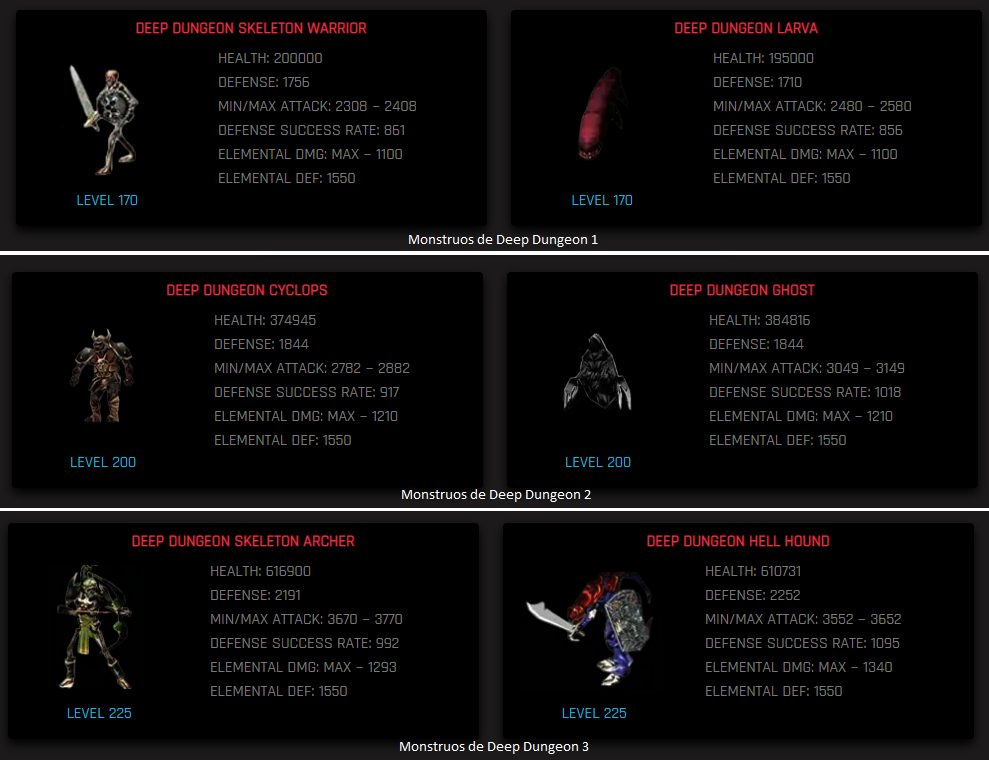 DEEP DUNGEON SKELETON WARRIOR
HEALTH: 200000
DEFENSE: 1756
MIN/MAX ATTACK: 2308 – 2408
DEFENSE SUCCESS RATE: 861
ELEMENTAL DMG: MAX – 1100
ELEMENTAL DEF: 1550
LEVEL 170
DEEP DUNGEON LARVA
HEALTH: 195000
DEFENSE: 1710
MIN/MAX ATTACK: 2480 – 2580
DEFENSE SUCCESS RATE: 856
ELEMENTAL DMG: MAX – 1100
ELEMENTAL DEF: 1550
LEVEL 170
Monstruos de Deep Dungeon 1
DEEP DUNGEON CYCLOPS
HEALTH: 374945
DEFENSE: 1844
MIN/MAX ATTACK: 2782 – 2882
DEFENSE SUCCESS RATE: 917
ELEMENTAL DMG: MAX – 1210
ELEMENTAL DEF: 1550
LEVEL 200
DEEP DUNGEON GHOST
HEALTH: 384816
DEFENSE: 1844
MIN/MAX ATTACK: 3049 – 3149
DEFENSE SUCCESS RATE: 1018
ELEMENTAL DMG: MAX – 1210
ELEMENTAL DEF: 1550
LEVEL 200
Monstruos de Deep Dungeon 2
DEEP DUNGEON SKELETON ARCHER
HEALTH: 616900
DEFENSE: 2191
MIN/MAX ATTACK: 3670 – 3770
DEFENSE SUCCESS RATE: 992
ELEMENTAL DMG: MAX – 1293
ELEMENTAL DEF: 1550
LEVEL 225
DEEP DUNGEON HELL HOUND
HEALTH: 610731
DEFENSE: 2252
MIN/MAX ATTACK: 3552 – 3652
DEFENSE SUCCESS RATE: 1095
ELEMENTAL DMG: MAX – 1340
ELEMENTAL DEF: 1550
LEVEL 225
Monstruos de Deep Dungeon 3